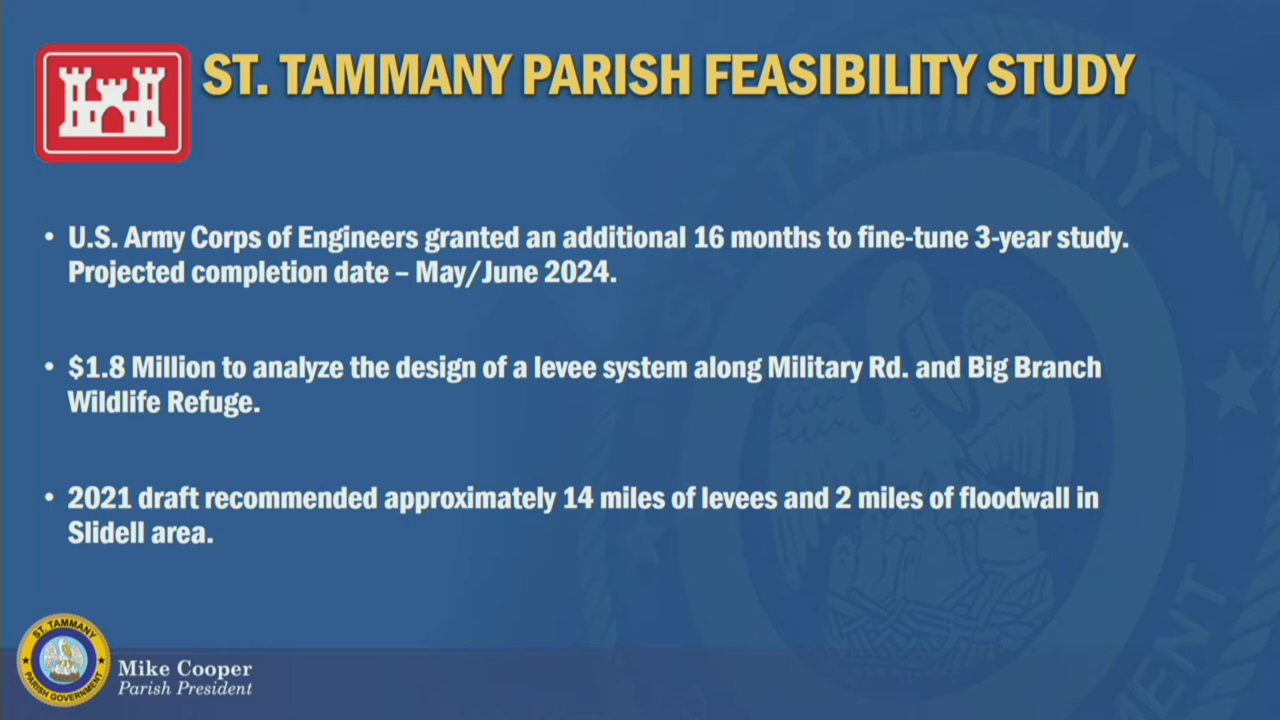 ST. TAMMANY PARISH FEASIBILITY STUDY
• U.S. Army Corps of Engineers granted an additional 16 months to fine-tune 3-year study.
Projected completion date – May/June 2024.
• $1.8 Million to analyze the design of a levee system along Military Rd. and Big Branch
Wildlife Refuge.
• 2021 draft recommended approximately 14 miles of levees and 2 miles of floodwall in
Slidell area.
ST. TAMMANY
PARISH GOVERNMENT
Mike Cooper
Parish President
TAMMANY
MENT